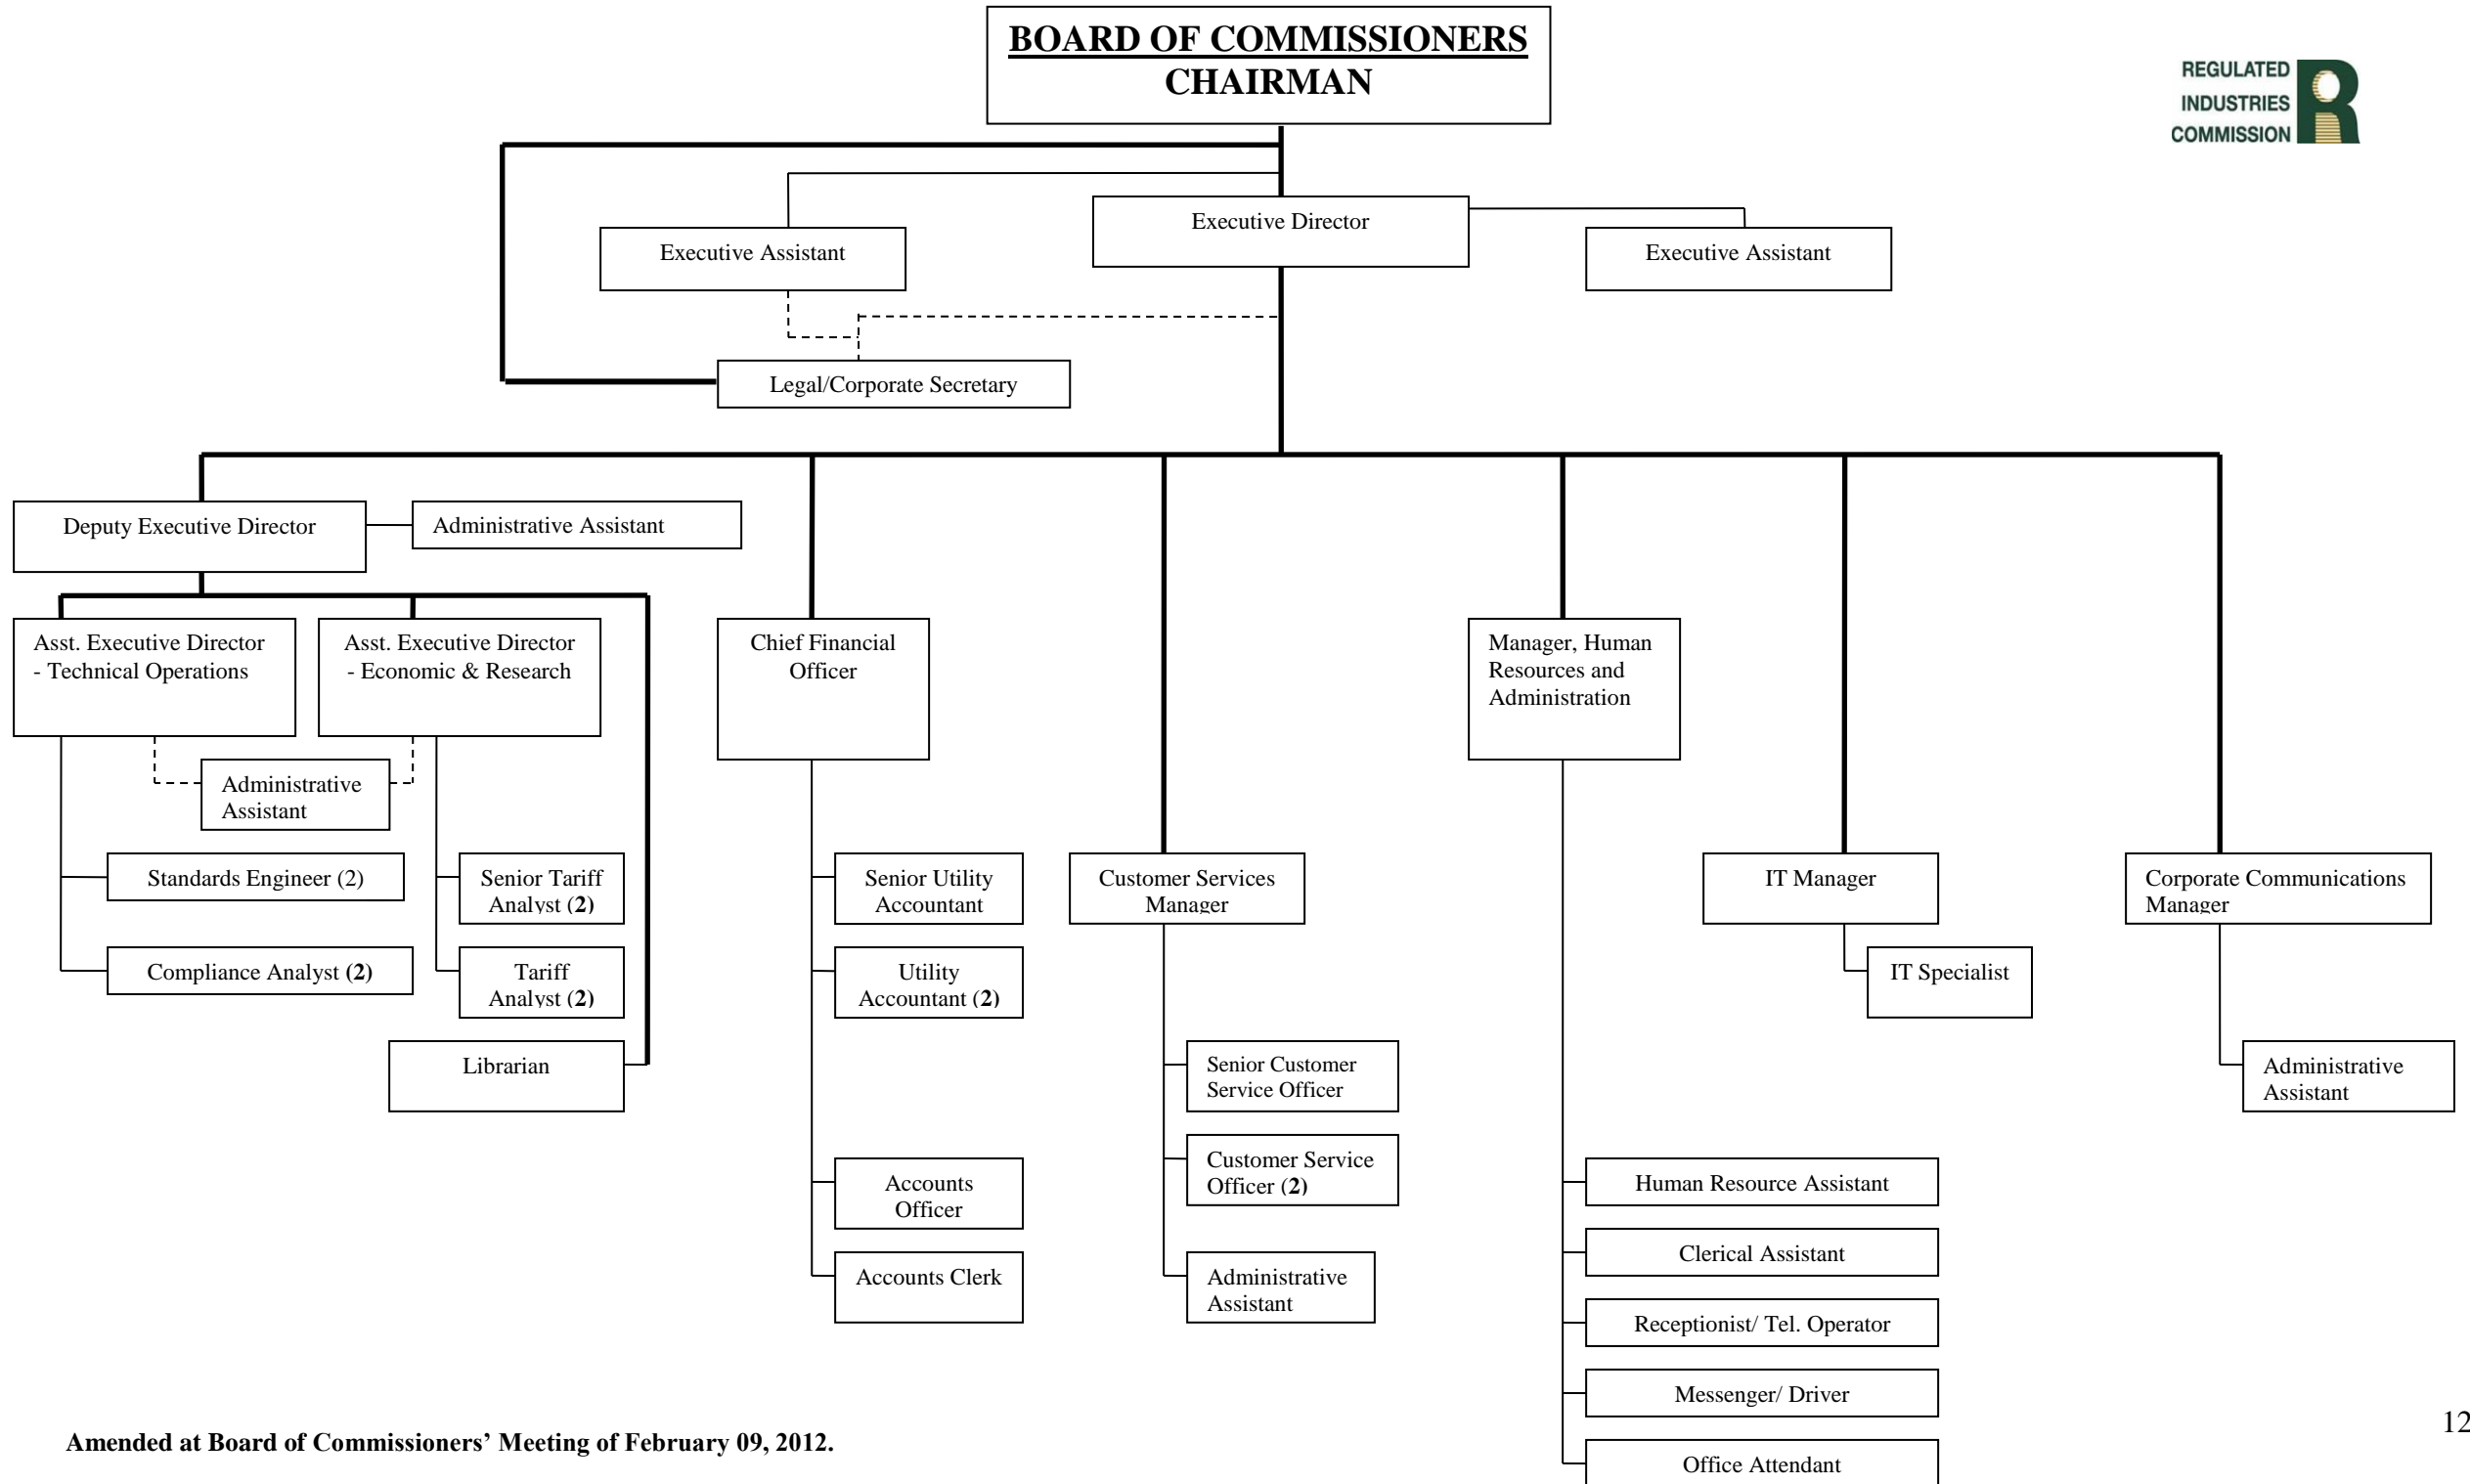 BOARD OF COMMISSIONERS
CHAIRMAN
REGULATED
INDUSTRIES
COMMISSION
Executive Director
Executive Assistant
Executive Assistant
Legal/Corporate Secretary
Deputy Executive Director
Administrative Assistant
Asst. Executive Director
- Technical Operations
Asst. Executive Director
- Economic & Research
Chief Financial
Officer
Manager, Human
Resources and
Administration
Administrative
Assistant
Standards Engineer (2)
Senior Tariff
Analyst (2)
Senior Utility
Accountant
Customer Services
Manager
IT Manager
Corporate Communications
Manager
Compliance Analyst (2)
Tariff
Analyst (2)
Utility
Accountant (2)
IT Specialist
Librarian
Senior Customer
Service Officer
Administrative
Assistant
Customer Service
Officer (2)
Accounts
Officer
Human Resource Assistant
Clerical Assistant
Accounts Clerk
Administrative
Assistant
Receptionist/ Tel. Operator
Messenger/ Driver
Office Attendant
Amended at Board of Commissioners’ Meeting of February 09, 2012.
12